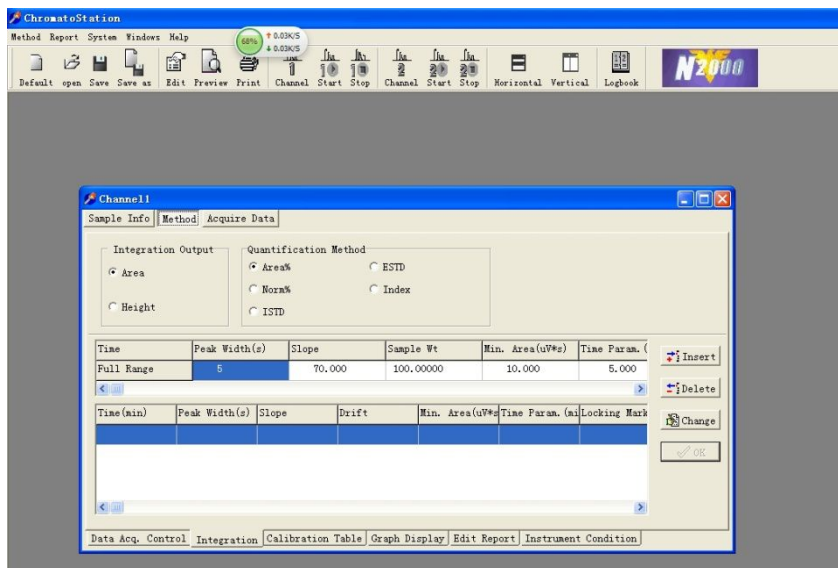 ChromatoStation
Method Report System Windows Help
68%
0.03K/S
0.03K/S
Default open Save Save as Edit Preview Print Channel Start Stop Channel Start Stop Horizontal Vertical Logbook
N2000
Channel1
Sample Info Method Acquire Data
Integration Output Quantification Method
Area Area% ESTD
Norm% Index
Height ISTD
Time Peak Width(s) Slope Sample Wt Min. Area(uV*s) Time Param. (
Full Range 5 70.000 100.00000 10.000 5.000
Insert
Delete
Time(min) Peak Width(s) Slope Drift Min. Area(uV*s Time Param. (mi Locking Mark
Change
OK
Data Acq. Control Integration Calibration Table Graph Display Edit Report Instrument Condition